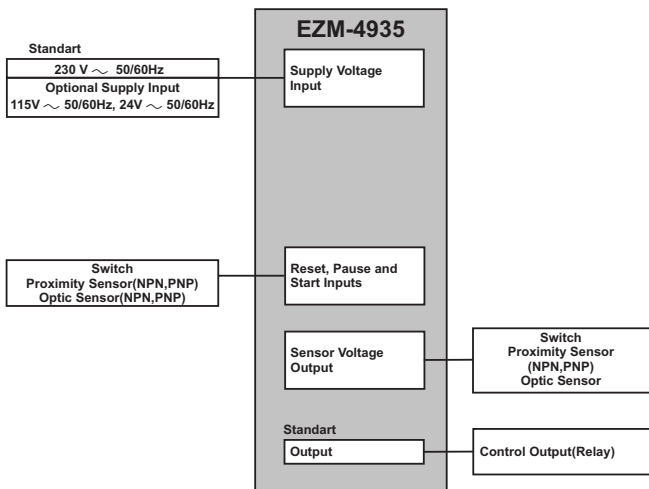 EZM-4935
Standart
230 V ~ 50/60Hz
Optional Supply Input
115V ~ 50/60Hz, 24V ~ 50/60Hz
Supply Voltage
Input
Switch
Proximity Sensor(NPN,PNP)
Optic Sensor(NPN,PNP)
Reset, Pause and
Start Inputs
Sensor Voltage
Output
Switch
Proximity Sensor
(NPN,PNP)
Optic Sensor
Standart
Output
Control Output(Relay)